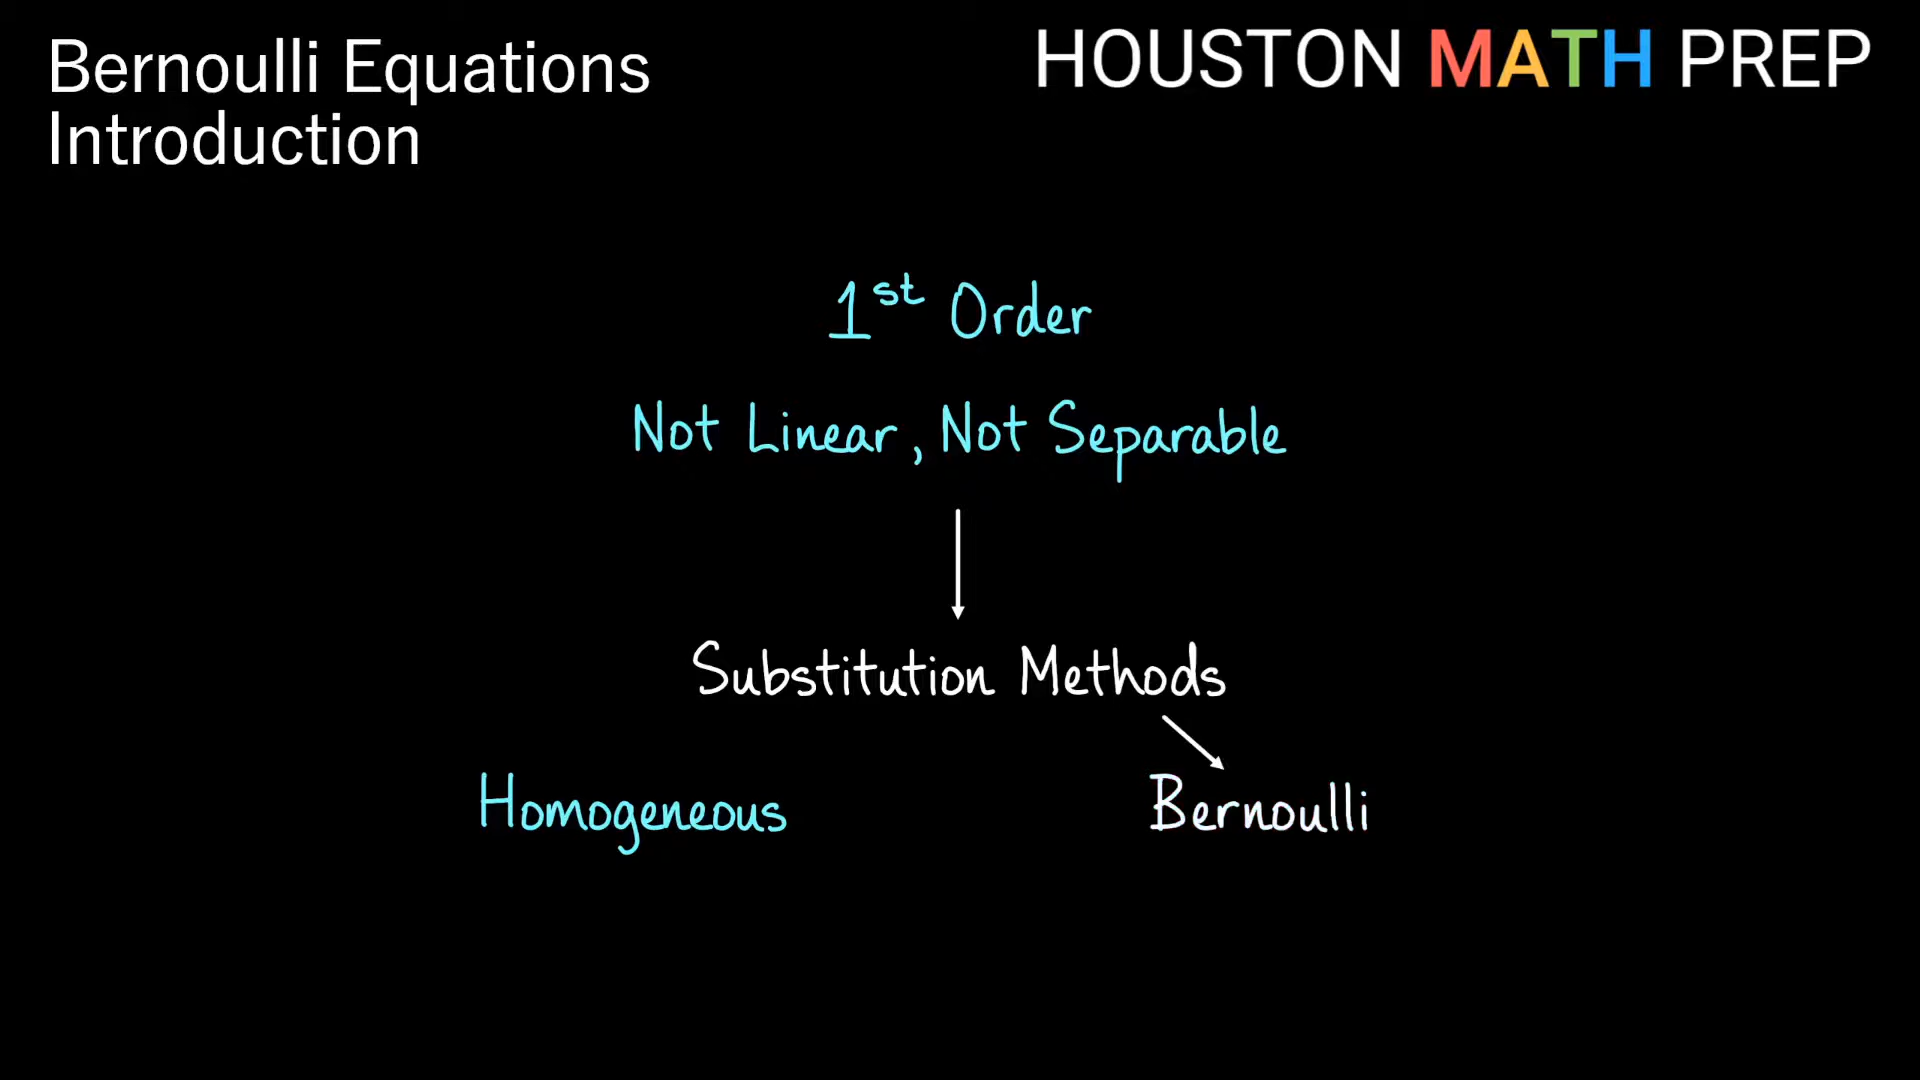 Bernoulli Equations
Introduction
HOUSTON MATH PREP
1st Order
Not Linear, Not Separable
Substitution Methods
Homogeneous
Bernoulli